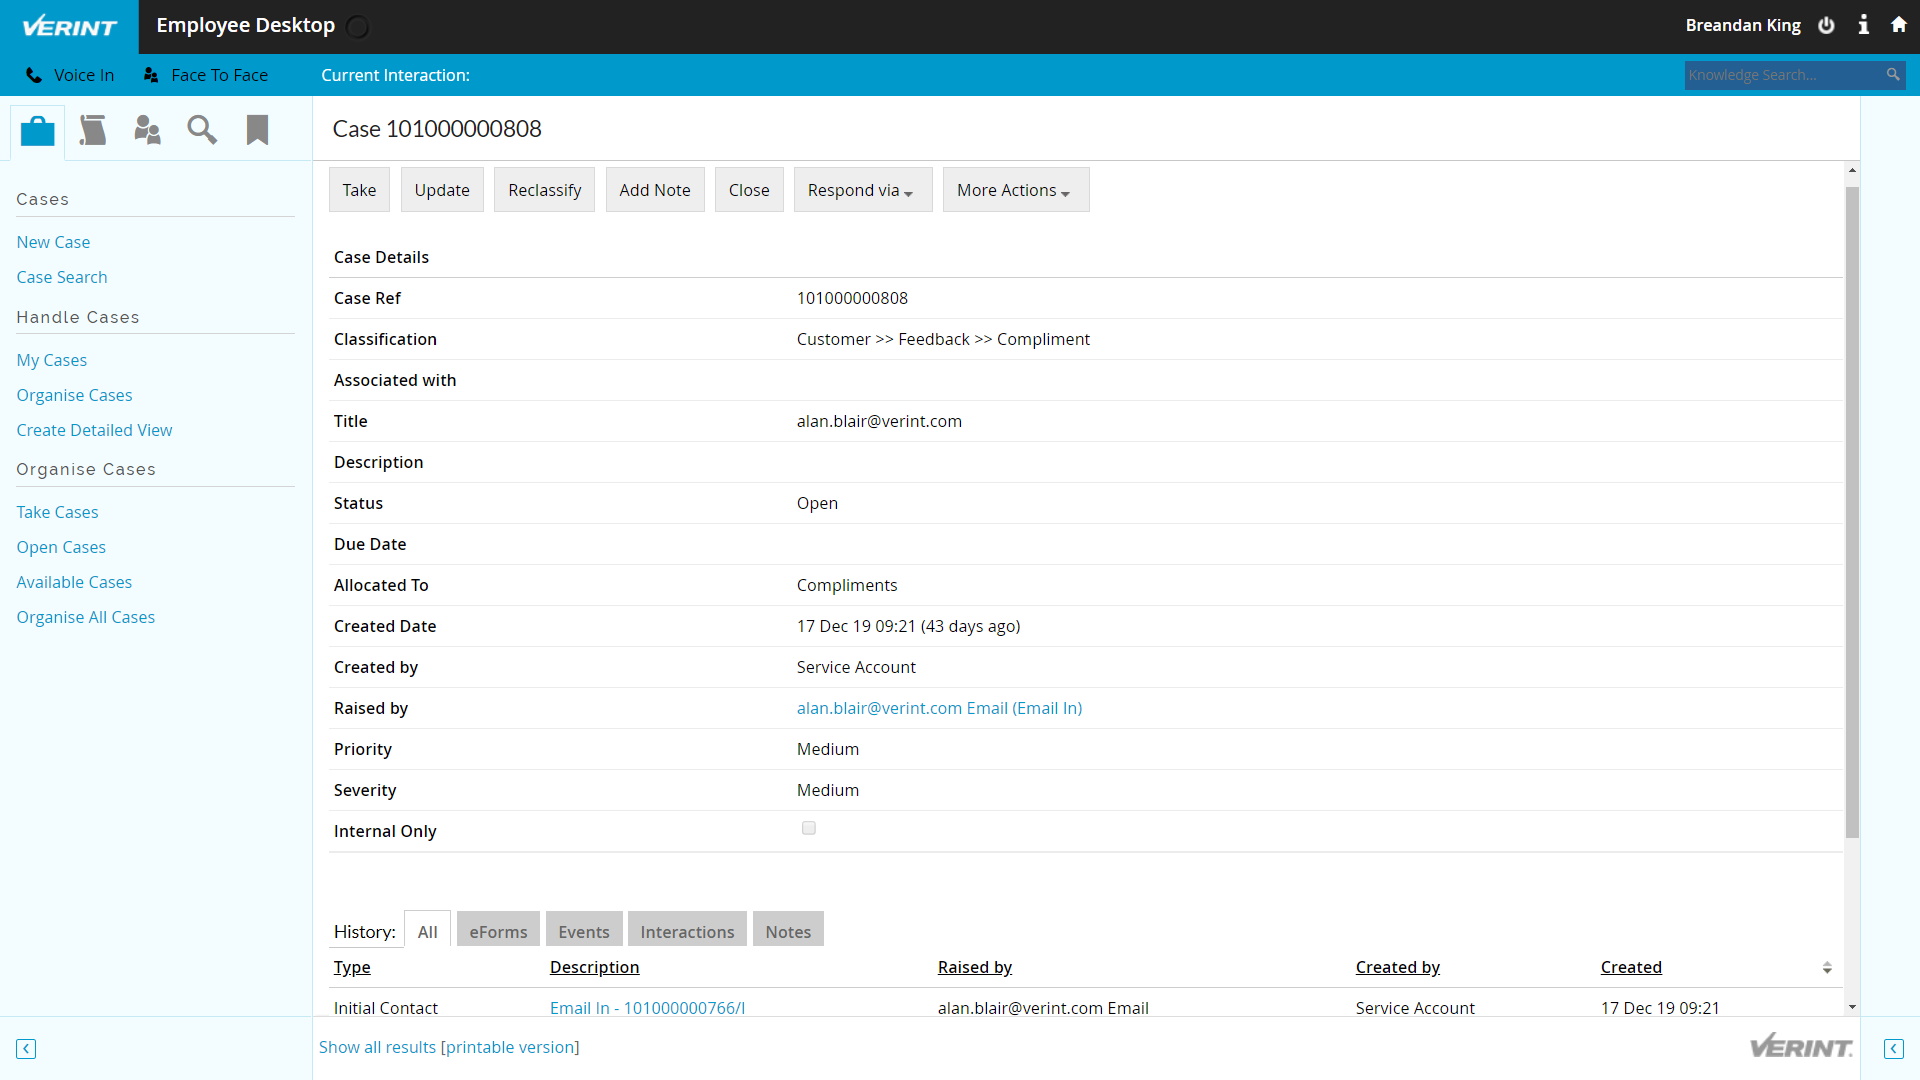 VERINT Employee Desktop Breandan King
Voice In Face To Face Current Interaction: Knowledge Search...
Case 101000000808
Take Update Reclassify Add Note Close Respond via More Actions
Cases
New Case
Case Search
Handle Cases
My Cases
Organise Cases
Create Detailed View
Organise Cases
Take Cases
Open Cases
Available Cases
Organise All Cases
Case Details
Case Ref 101000000808
Classification Customer >> Feedback >> Compliment
Associated with
Title alan.blair@verint.com
Description
Status Open
Due Date
Allocated To Compliments
Created Date 17 Dec 19 09:21 (43 days ago)
Created by Service Account
Raised by alan.blair@verint.com Email (Email In)
Priority Medium
Severity Medium
Internal Only
History: All eForms Events Interactions Notes
Type Description Raised by Created by Created
Initial Contact Email In - 101000000766/I alan.blair@verint.com Email Service Account 17 Dec 19 09:21
Show all results [printable version]
VERINT.